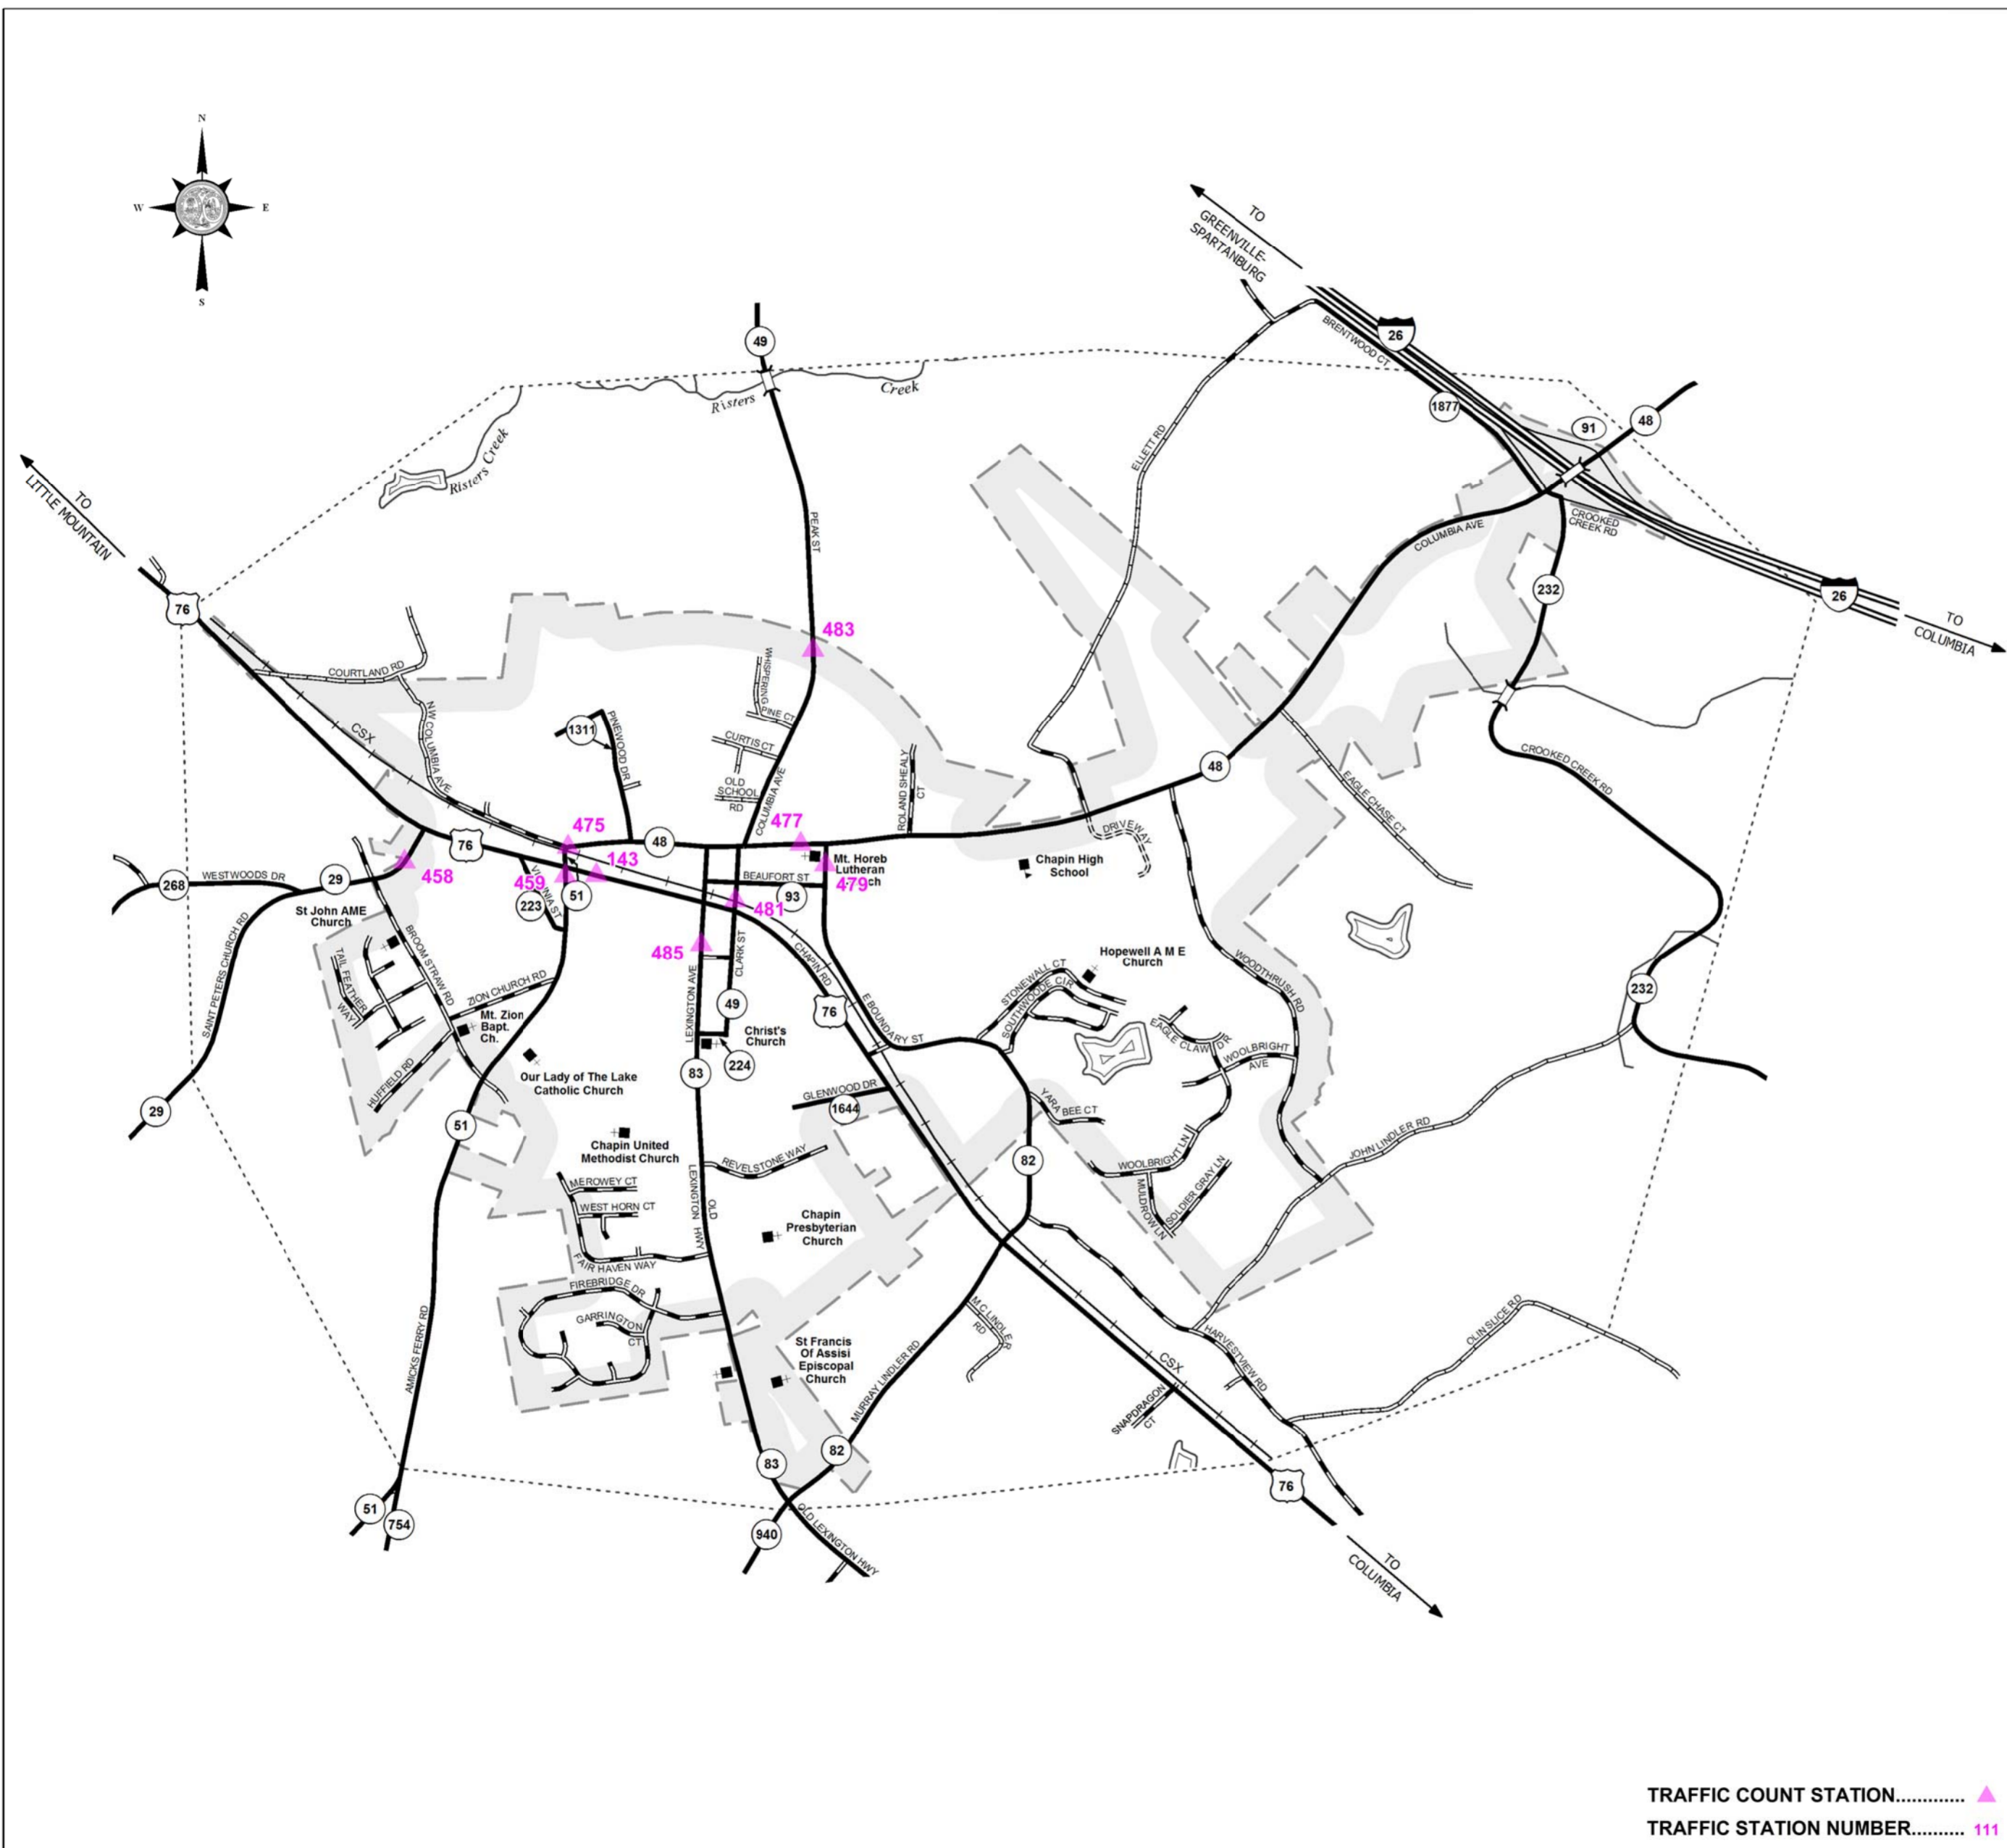 N
W
E
S
TO
GREENVILLE-
SPARTANBURG
26
BRENTWOOD CT
49
1877
91
48
Risters
Creek
Risters Creek
ELLETT RD
TO
LITTLE MOUNTAIN
PEAK ST
COLUMBIA AVE
CROOKED
CREEK RD
232
26
TO
COLUMBIA
76
483
COURTLAND RD
WHISPERING
PINE CT
NW COLUMBIA AVE
CSX
1311
PINEWOOD DR
CURTIS CT
OLD
SCHOOL
RD
COLUMBIA AVE
ROLAND SHEALY
CT
48
CROOKED CREEK RD
EAGLE CHASE CT
475
477
48
DRIVEWAY
76
143
Mt. Horeb
Lutheran
ch
Chapin High
School
458
459
479
BEAUFORT ST
93
268
WESTWOODS DR
29
VIRGINIA ST
223
51
481
St John AME
Church
485
CLARK ST
CHAPIN RD
BROOM STRAW RD
TAIL FEATHER
WAY
SAINT PETERS CHURCH RD
ZION CHURCH RD
LEXINGTON AVE
Hopewell A M E
Church
WOODTHRUSH RD
STONEWALL CT
SOUTHWOODE CIR
232
49
76
E BOUNDARY ST
Mt. Zion
Bapt.
Ch.
Christ's
Church
EAGLE CLAW DR
WOOLBRIGHT
AVE
HUFFIELD RD
Our Lady of The Lake
Catholic Church
83
224
GLENWOOD DR
1644
YARA BEE CT
29
51
Chapin United
Methodist Church
REVELSTONE WAY
82
WOOLBRIGHT LN
JOHN LINDLER RD
MEROWEY CT
WEST HORN CT
OLD
LEXINGTON HWY
MULDROW LN
SOLDIER GRAY LN
Chapin
Presbyterian
Church
FAIR HAVEN WAY
FIREBRIDGE DR
GARRINGTON
CT
M C LINDLER
RD
OLIN SLICE RD
HARVESTVIEW RD
CSX
AMICKS FERRY RD
St Francis
Of Assisi
Episcopal
Church
MURRAY LINDLER RD
SNAPDRAGON
CT
83
82
76
51
754
940
OLD LEXINGTON HWY
TO
COLUMBIA
TRAFFIC COUNT STATION.............
TRAFFIC STATION NUMBER.......... 111